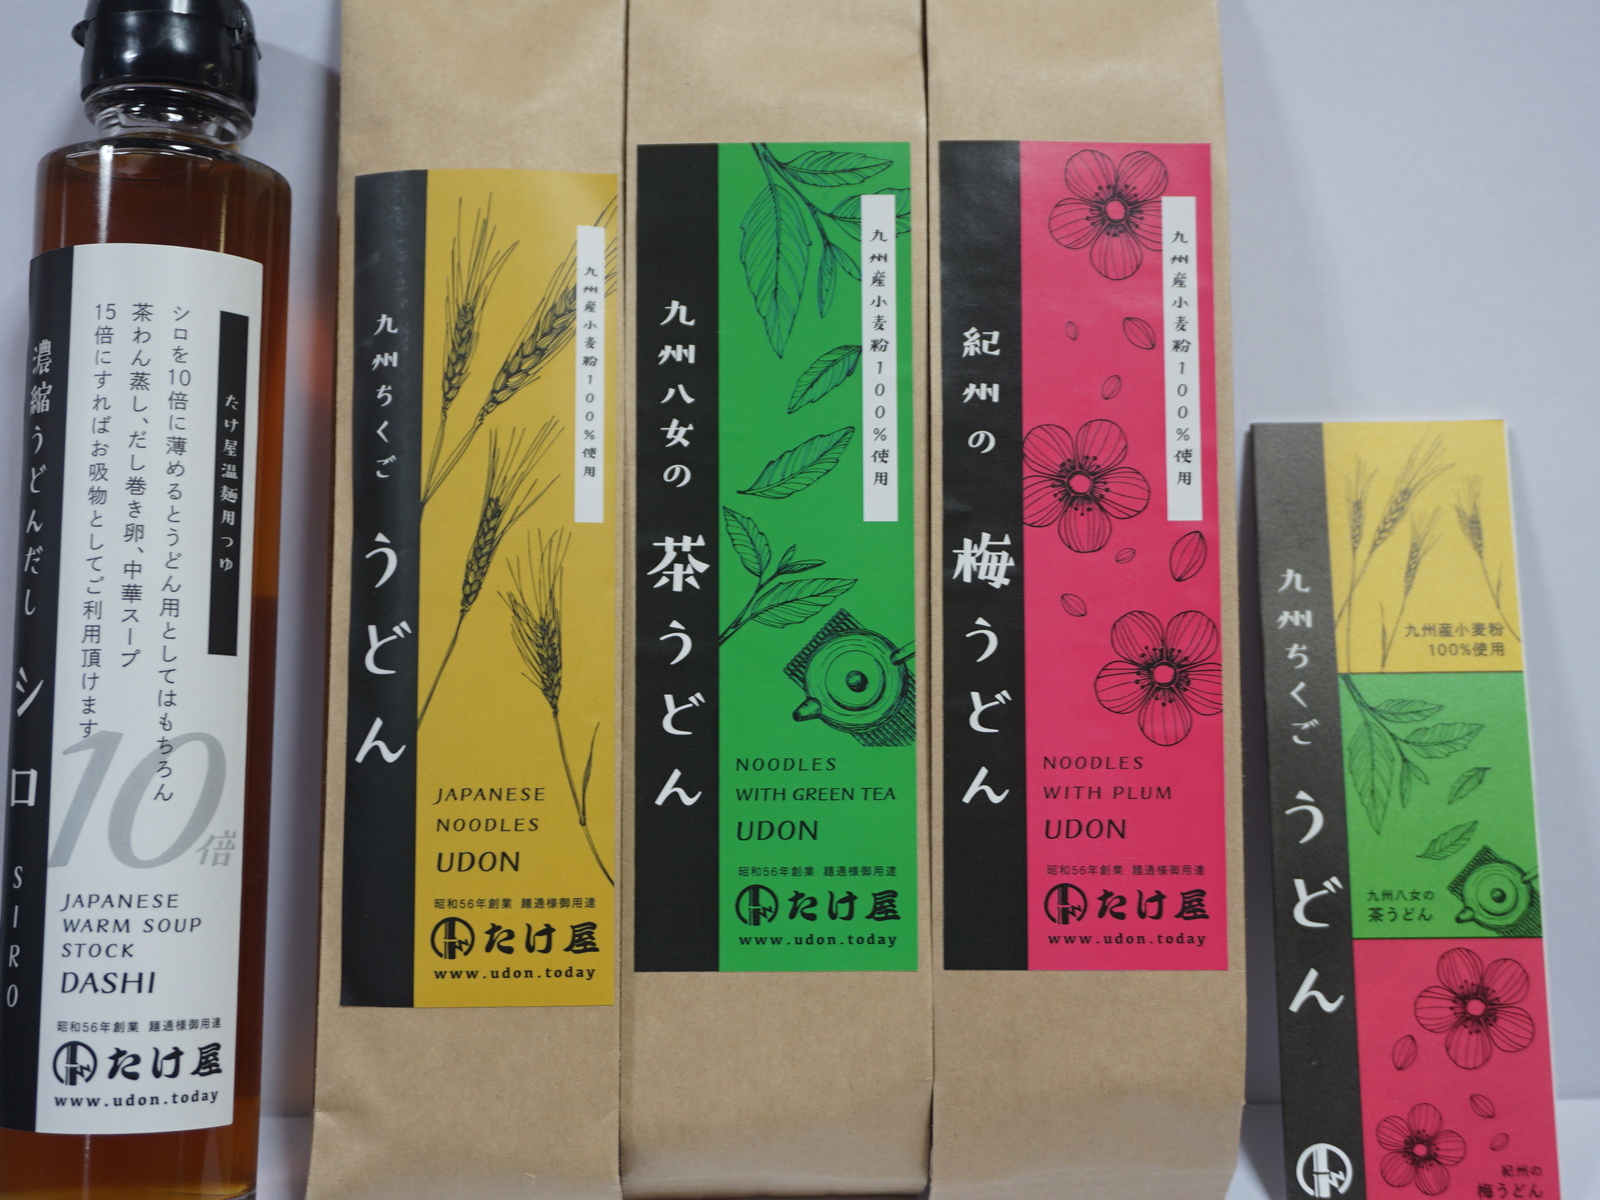 たけ屋温麺用つゆ
シロを10倍に薄めるとうどん用としてはもちろん
茶わん蒸し、だし巻き卵、中華スープ
15倍にすればお吸物としてご利用頂けます
濃縮うどんだし シロ SIRO
10倍
JAPANESE
WARM SOUP
STOCK
DASHI
昭和56年創業 麺通様御用達
たけ屋
www.udon.today
九州産小麦粉100%使用
九州ちくご うどん
JAPANESE
NOODLES
UDON
昭和56年創業 麺通様御用達
たけ屋
www.udon.today
九州産小麦粉100%使用
九州八女の 茶うどん
NOODLES
WITH GREEN TEA
UDON
昭和56年創業 麺通様御用達
たけ屋
www.udon.today
九州産小麦粉100%使用
紀州の 梅うどん
NOODLES
WITH PLUM
UDON
昭和56年創業 麺通様御用達
たけ屋
www.udon.today
九州ちくご うどん
九州産小麦粉
100%使用
九州八女の
茶うどん
紀州の
梅うどん